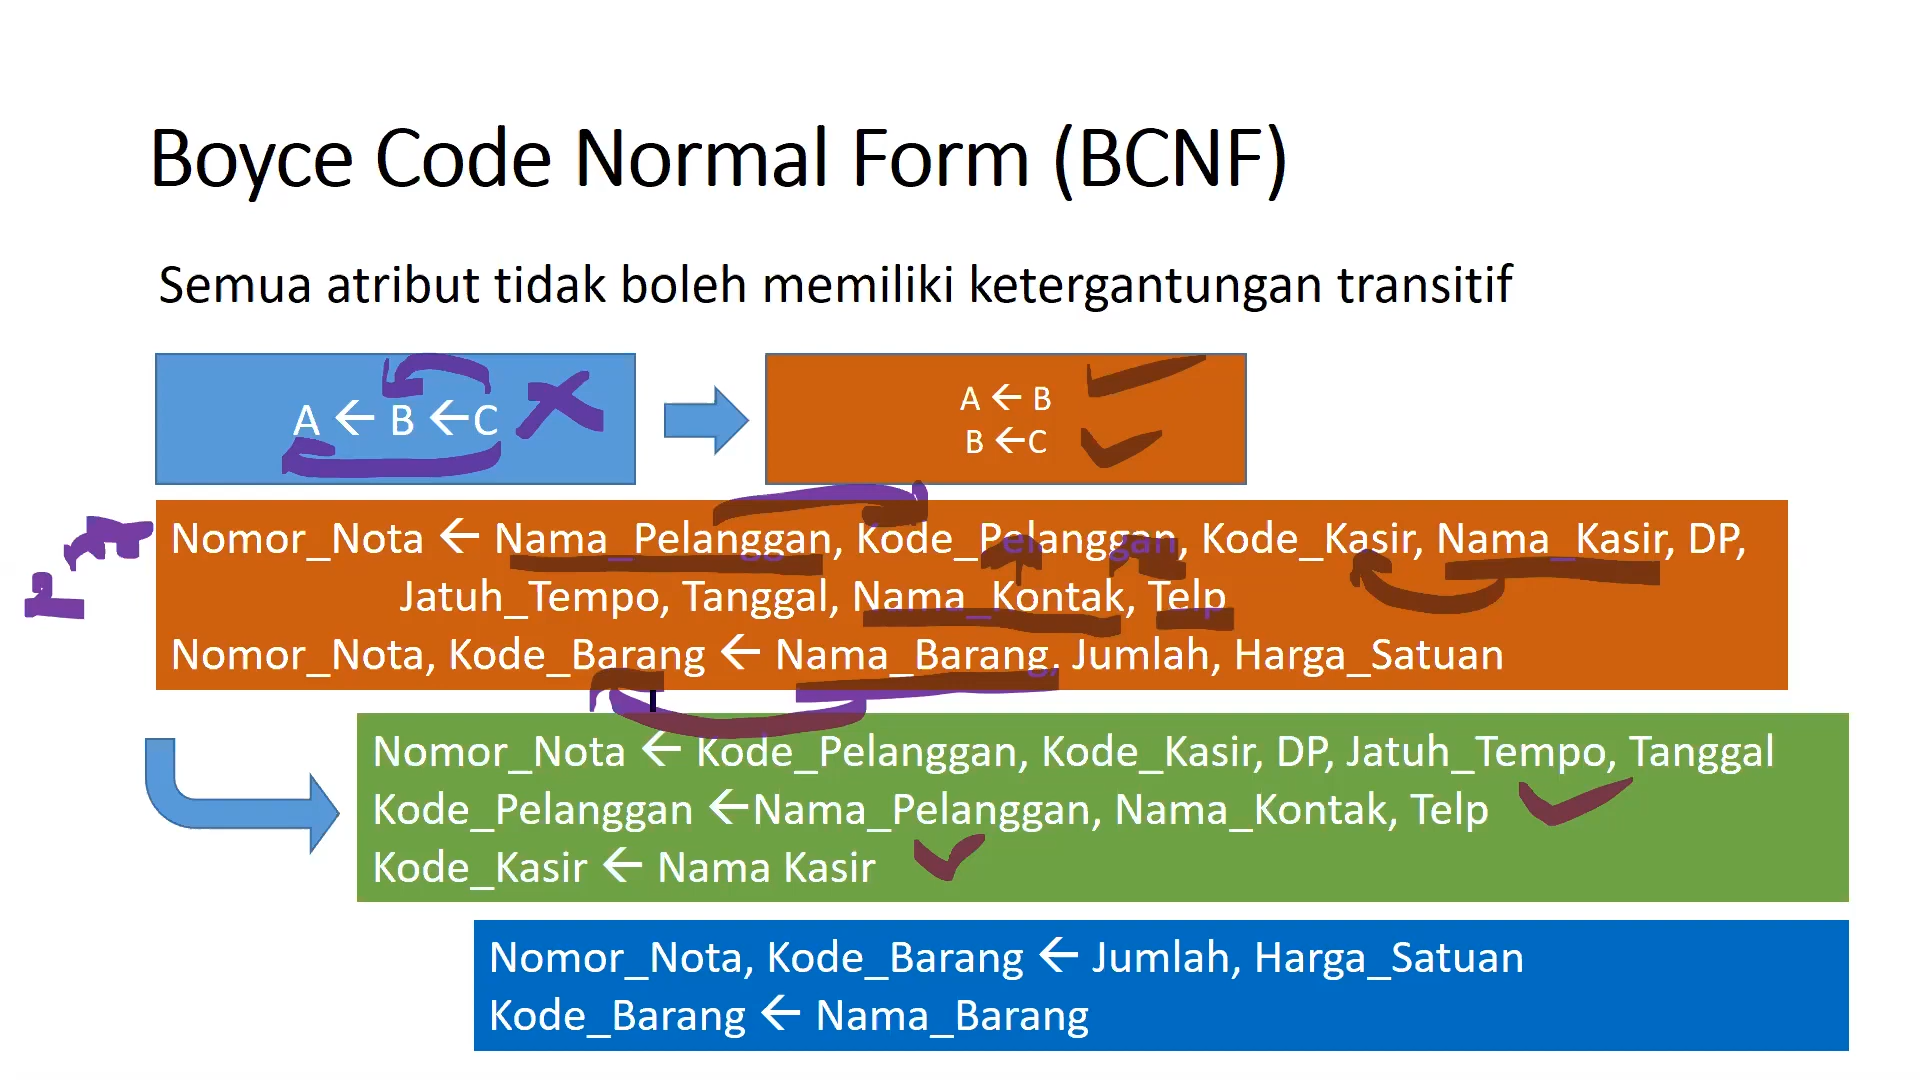 Boyce Code Normal Form (BCNF)
Semua atribut tidak boleh memiliki ketergantungan transitif
A ← B ←C
A ← B
B ←C
Nomor_Nota ← Nama_Pelanggan, Kode_Pelanggan, Kode_Kasir, Nama_Kasir, DP,
Jatuh_Tempo, Tanggal, Nama_Kontak, Telp
Nomor_Nota, Kode_Barang ← Nama_Barang, Jumlah, Harga_Satuan
Nomor_Nota ← Kode_Pelanggan, Kode_Kasir, DP, Jatuh_Tempo, Tanggal
Kode_Pelanggan ←Nama_Pelanggan, Nama_Kontak, Telp
Kode_Kasir ← Nama Kasir
Nomor_Nota, Kode_Barang ← Jumlah, Harga_Satuan
Kode_Barang ← Nama_Barang